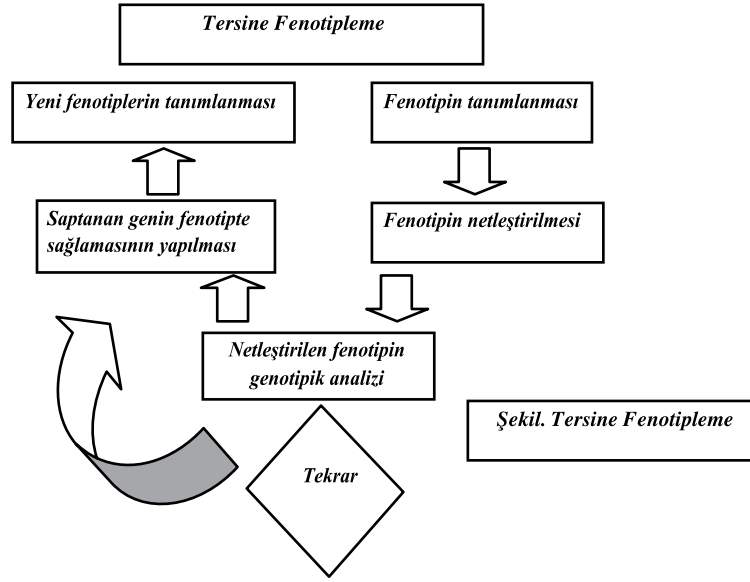 Tersine Fenotipleme
Yeni fenotiplerin tanımlanması
Fenotipin tanımlanması
Saptanan genin fenotipte
sağlamasının yapılması
Fenotipin netleştirilmesi
Netleştirilen fenotipin
genotipik analizi
Şekil. Tersine Fenotipleme
Tekrar